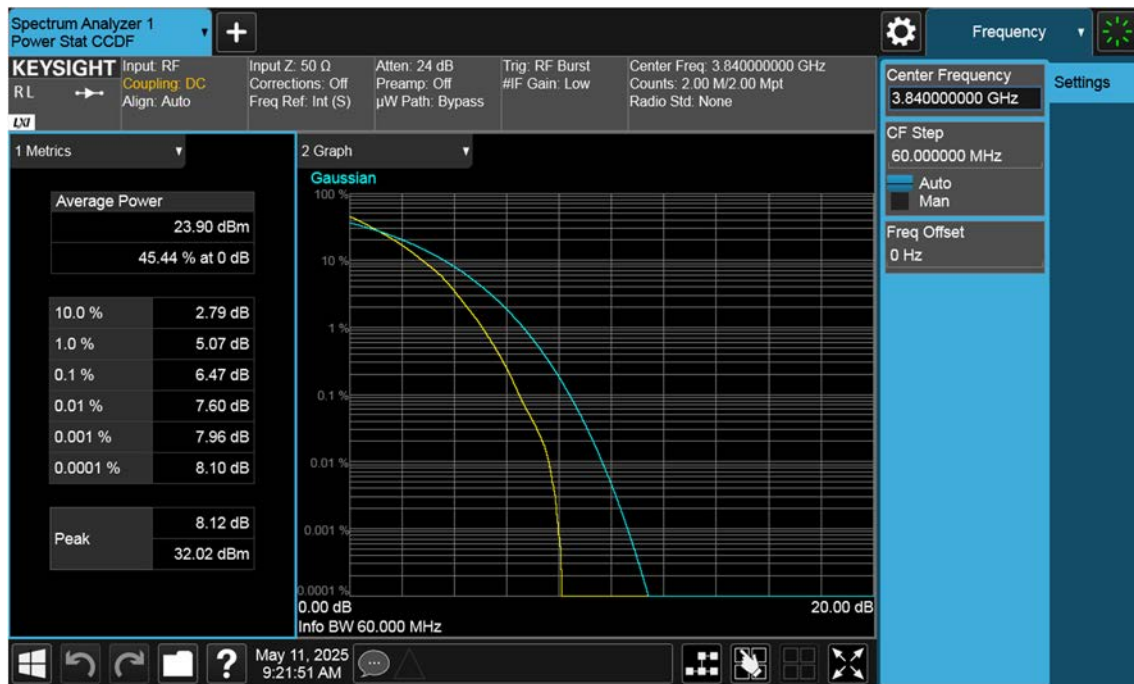 Spectrum Analyzer 1
Power Stat CCDF
Frequency
KEYSIGHT
RL
LXI
Input: RF
Coupling: DC
Align: Auto
Input Z: 50 Ω
Corrections: Off
Freq Ref: Int (S)
Atten: 24 dB
Preamp: Off
µW Path: Bypass
Trig: RF Burst
#IF Gain: Low
Center Freq: 3.840000000 GHz
Counts: 2.00 M/2.00 Mpt
Radio Std: None
Center Frequency
3.840000000 GHz
Settings
CF Step
60.000000 MHz
Auto
Man
Freq Offset
0 Hz
1 Metrics
Average Power
23.90 dBm
45.44 % at 0 dB
10.0 % 2.79 dB
1.0 % 5.07 dB
0.1 % 6.47 dB
0.01 % 7.60 dB
0.001 % 7.96 dB
0.0001 % 8.10 dB
Peak
8.12 dB
32.02 dBm
2 Graph
Gaussian
100 %
10 %
1 %
0.1 %
0.01 %
0.001 %
0.0001 %
0.00 dB 20.00 dB
Info BW 60.000 MHz
?
May 11, 2025
9:21:51 AM